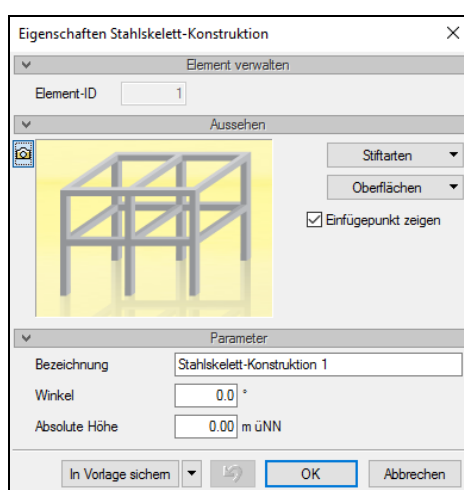 Eigenschaften Stahlskelett-Konstruktion
Element verwalten
Element-ID 1
Aussehen
Stiftarten
Oberflächen
Einfügepunkt zeigen
Parameter
Bezeichnung Stahlskelett-Konstruktion 1
Winkel 0.0 °
Absolute Höhe 0.00 m üNN
In Vorlage sichern OK Abbrechen